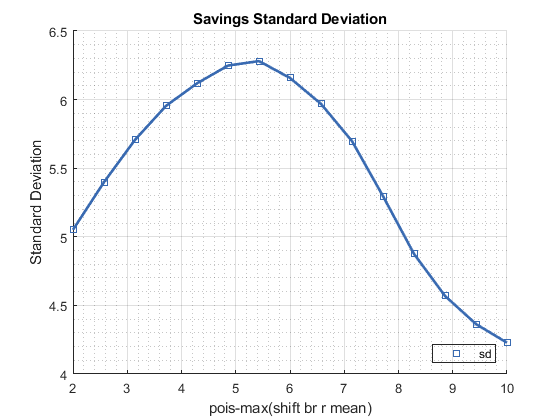 Savings Standard Deviation
6.5
6
5.5
5
4.5
4
Standard Deviation
sd
2 3 4 5 6 7 8 9 10
pois-max(shift br r mean)